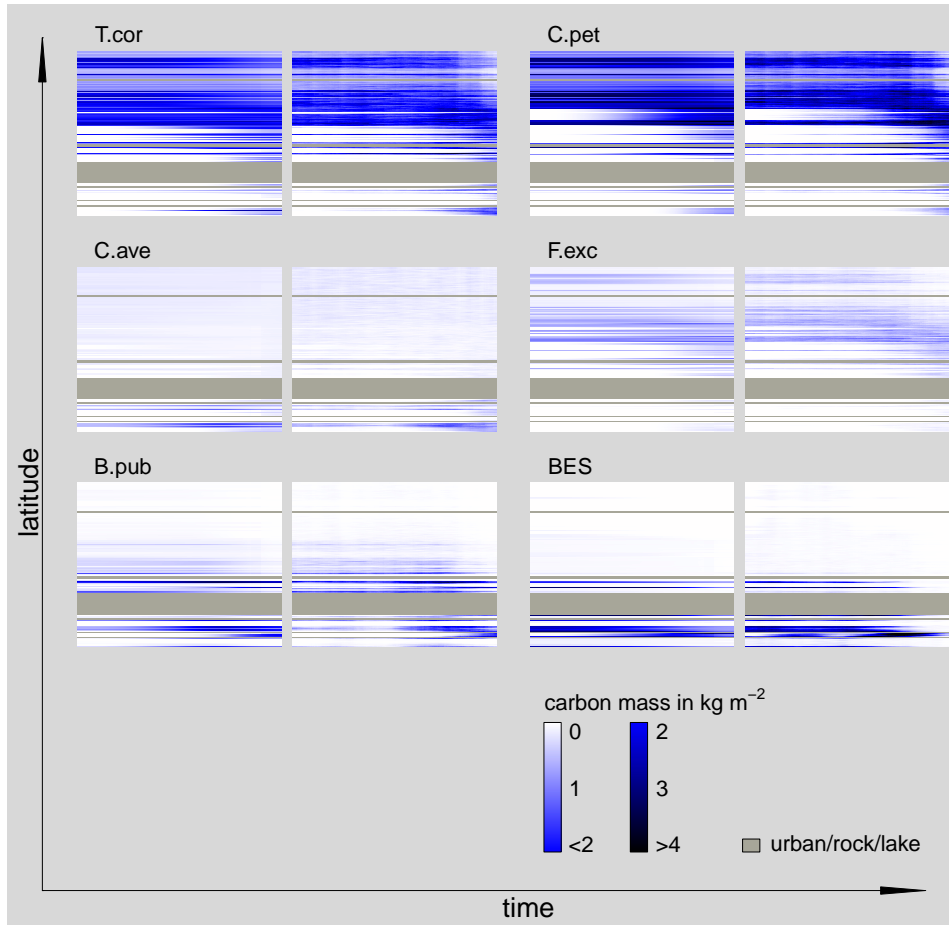 T.cor
C.pet
C.ave
F.exc
B.pub
BES
latitude
carbon mass in kg m−2
0
2
1
3
<2
>4
urban/rock/lake
time